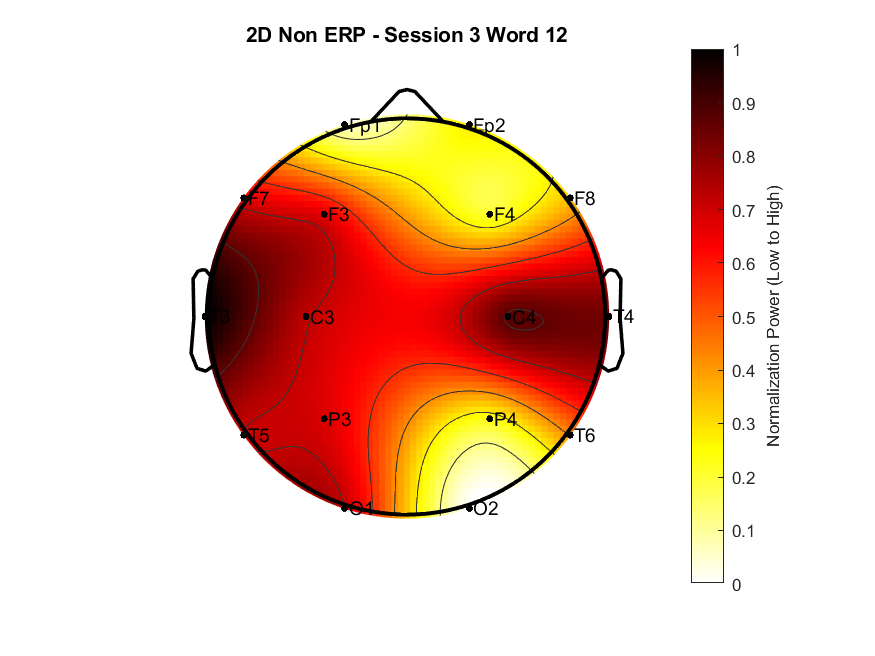 2D Non ERP - Session 3 Word 12
Fp1 Fp2
F7 F8
F3 F4
T3 C3 C4 T4
P3 P4
T5 T6
O1 O2
1
0.9
0.8
0.7
0.6
0.5
0.4
0.3
0.2
0.1
0
Normalization Power (Low to High)